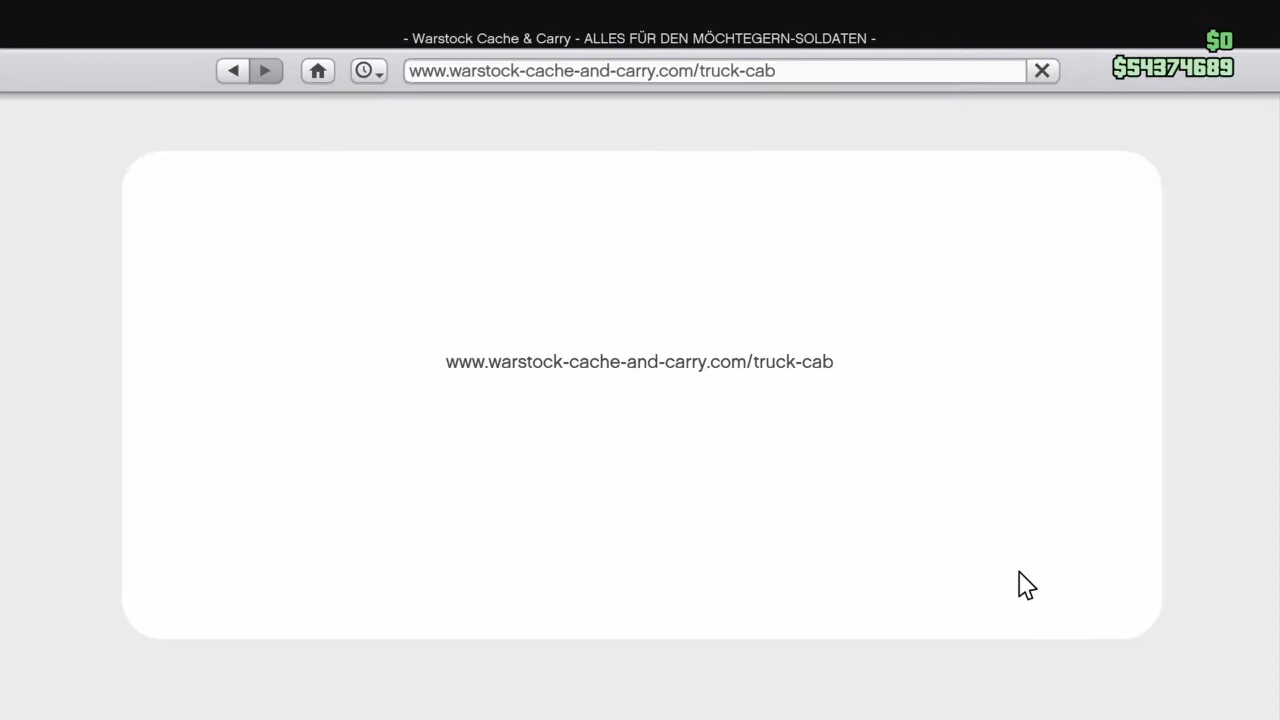 - Warstock Cache & Carry - ALLES FÜR DEN MÖCHTEGERN-SOLDATEN -
$0
www.warstock-cache-and-carry.com/truck-cab
$54374689
www.warstock-cache-and-carry.com/truck-cab